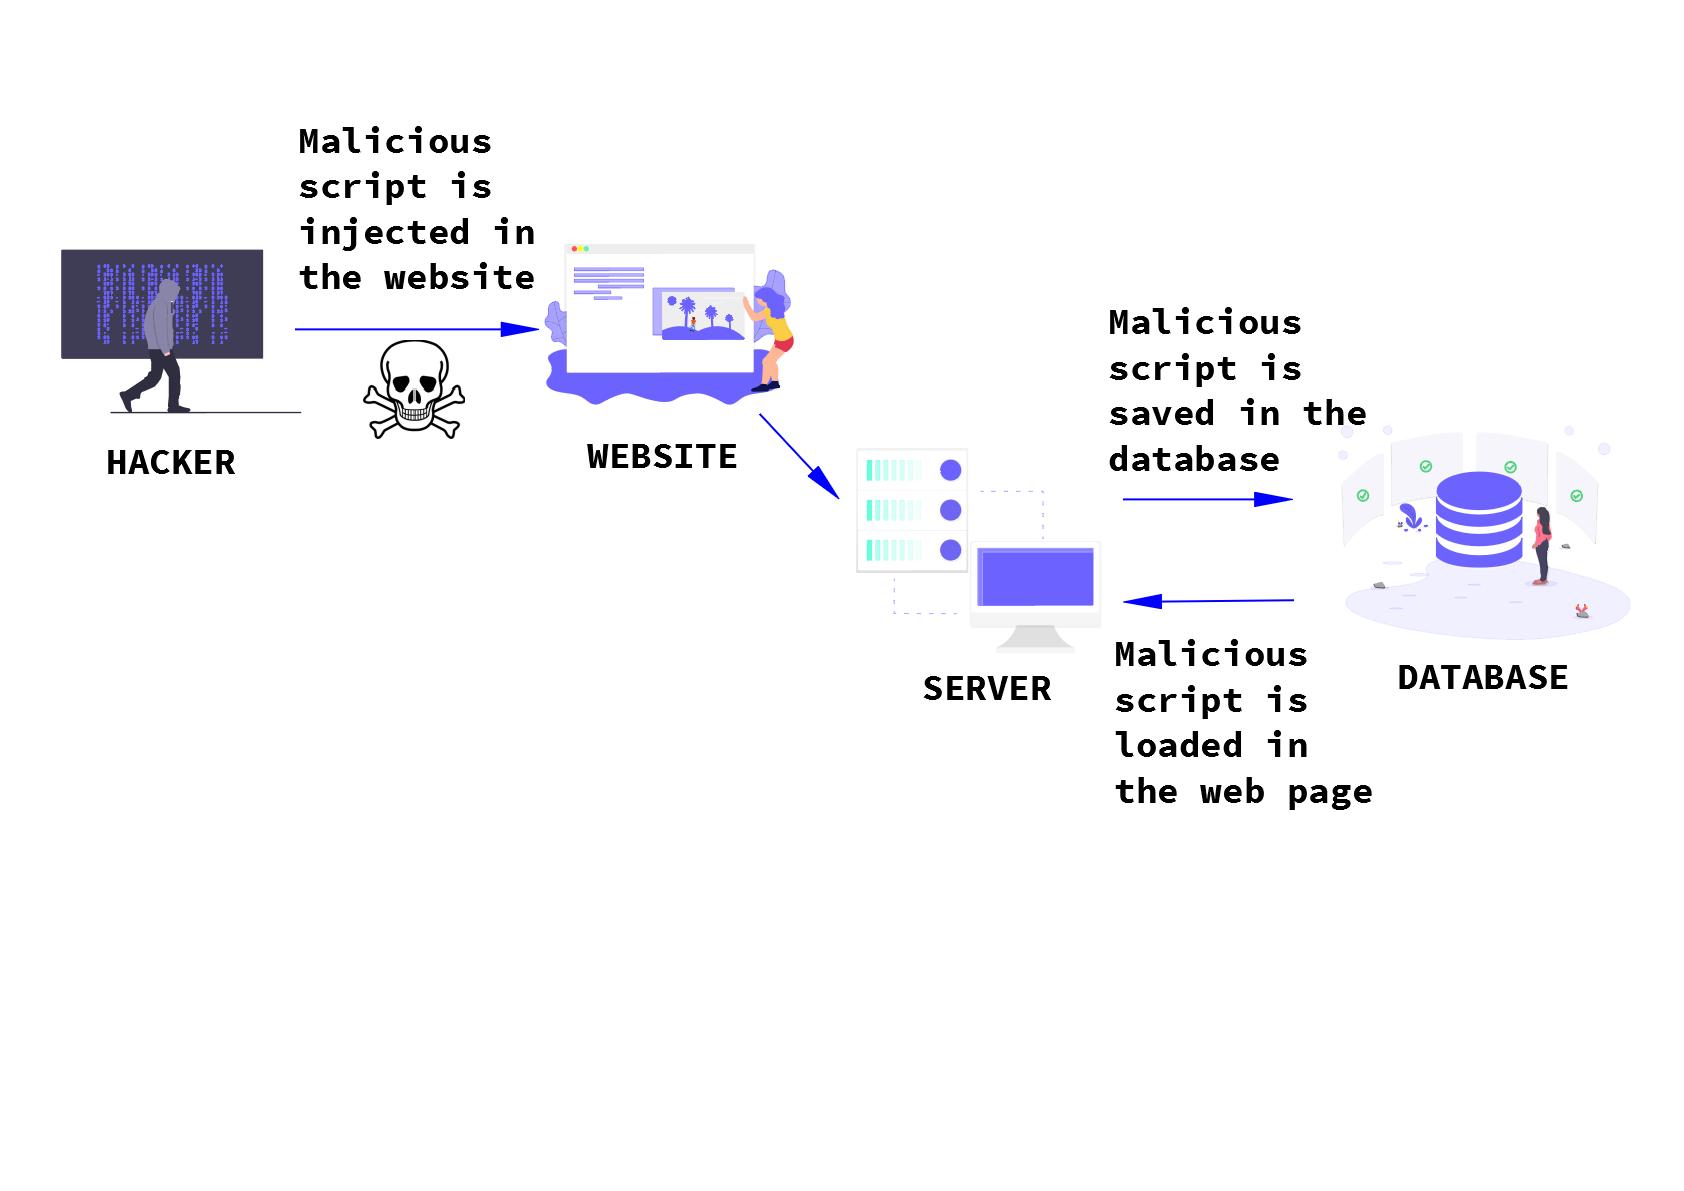 Malicious
script is
injected in
the website
HACKER
WEBSITE
Malicious
script is
saved in the
database
SERVER
Malicious
script is
loaded in
the web page
DATABASE